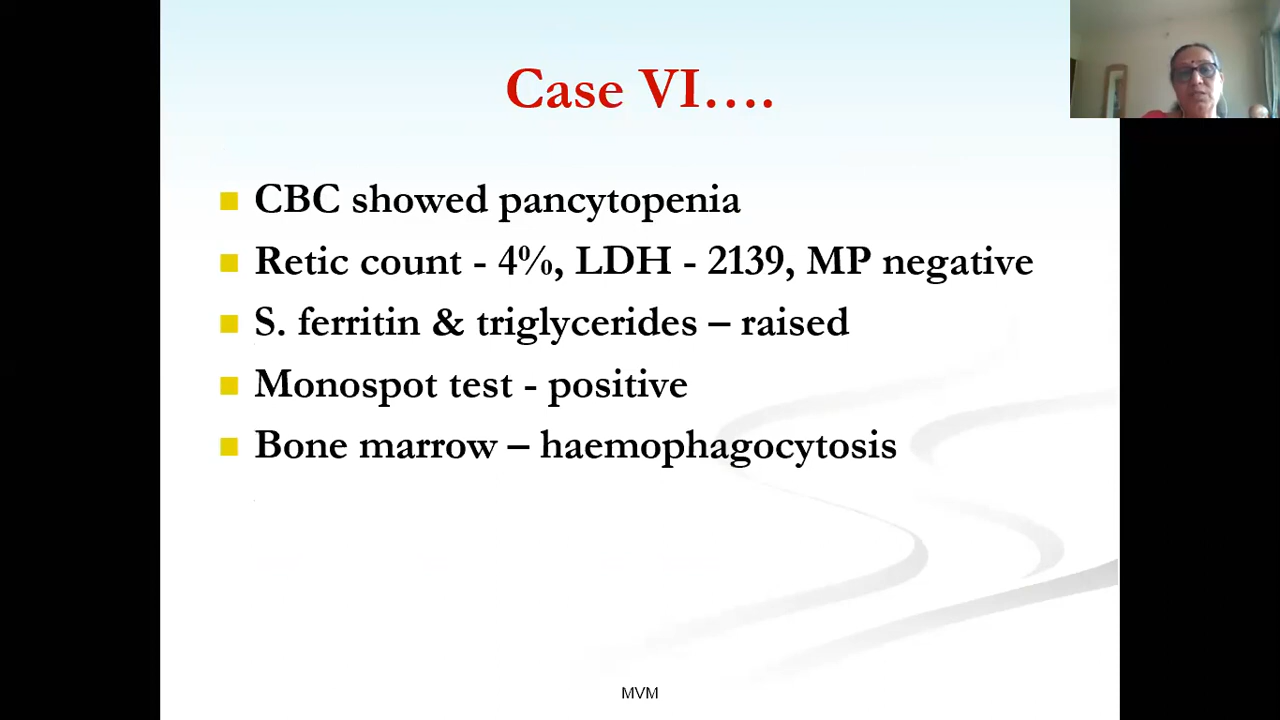 Case VI....
CBC showed pancytopenia
Retic count - 4%, LDH - 2139, MP negative
S. ferritin & triglycerides – raised
Monospot test - positive
Bone marrow – haemophagocytosis
MVM